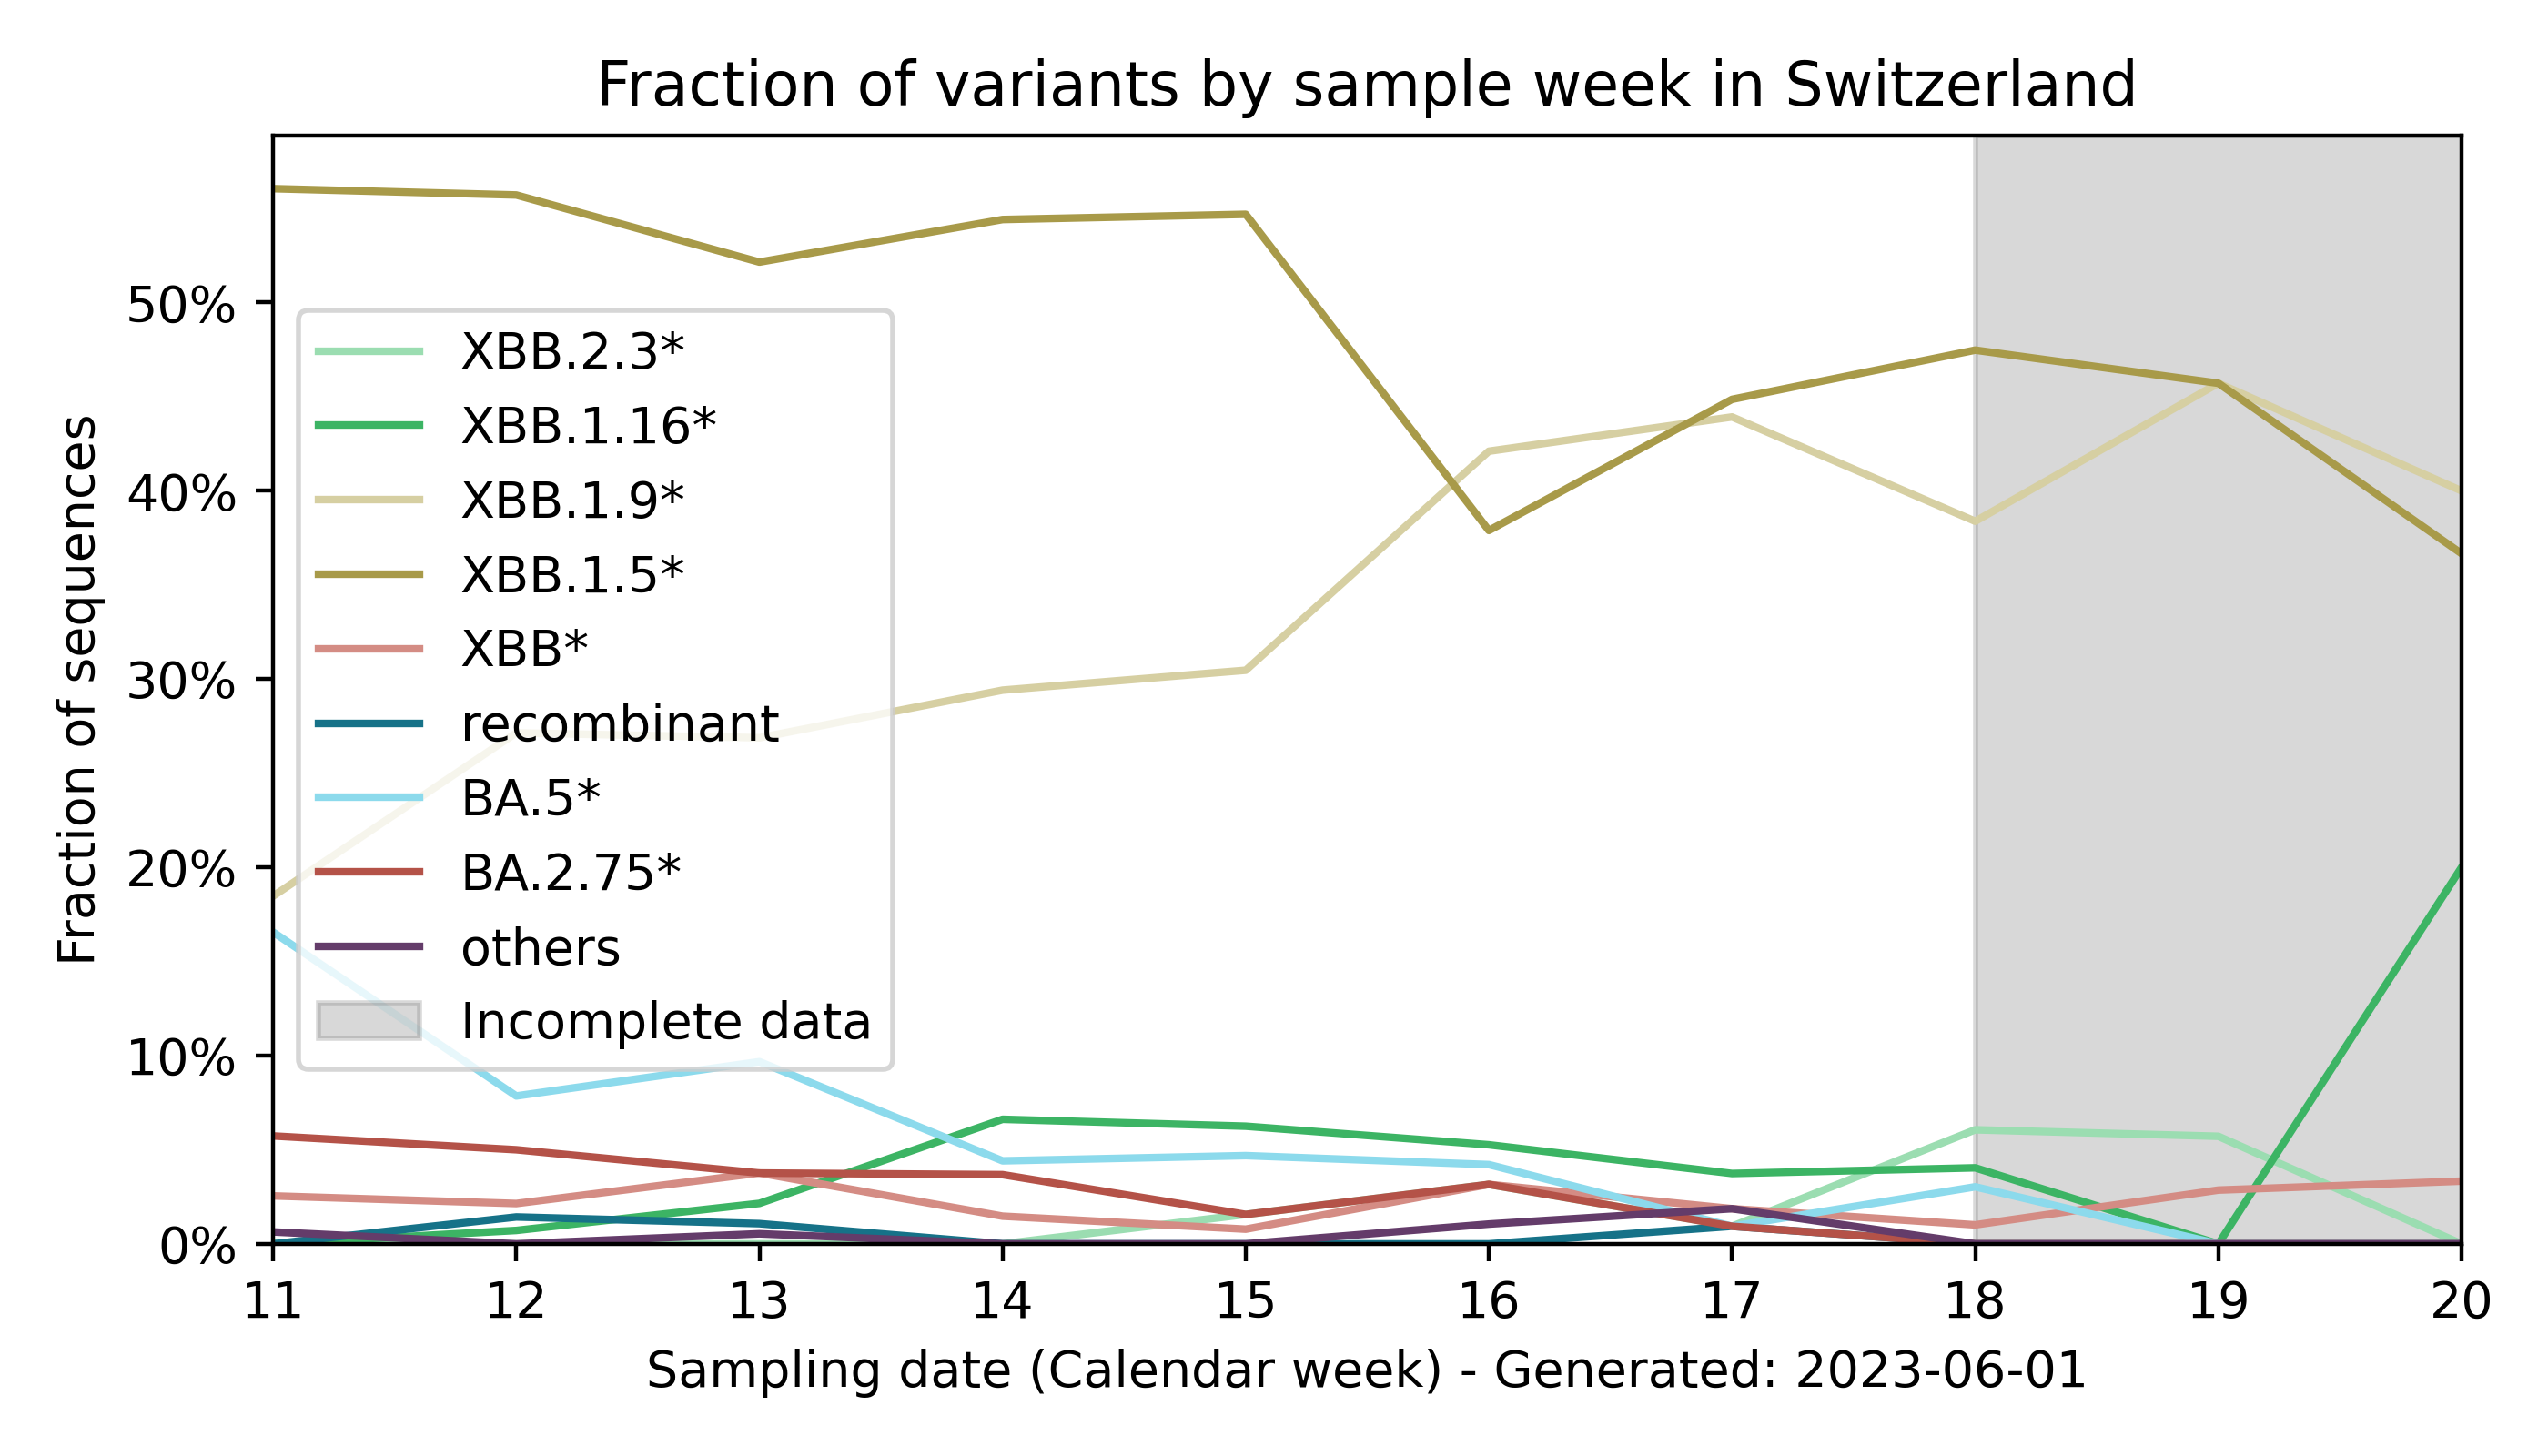 Fraction of variants by sample week in Switzerland
Fraction of sequences
50%
40%
30%
20%
10%
0%
XBB.2.3*
XBB.1.16*
XBB.1.9*
XBB.1.5*
XBB*
recombinant
BA.5*
BA.2.75*
others
Incomplete data
11 12 13 14 15 16 17 18 19 20
Sampling date (Calendar week) - Generated: 2023-06-01